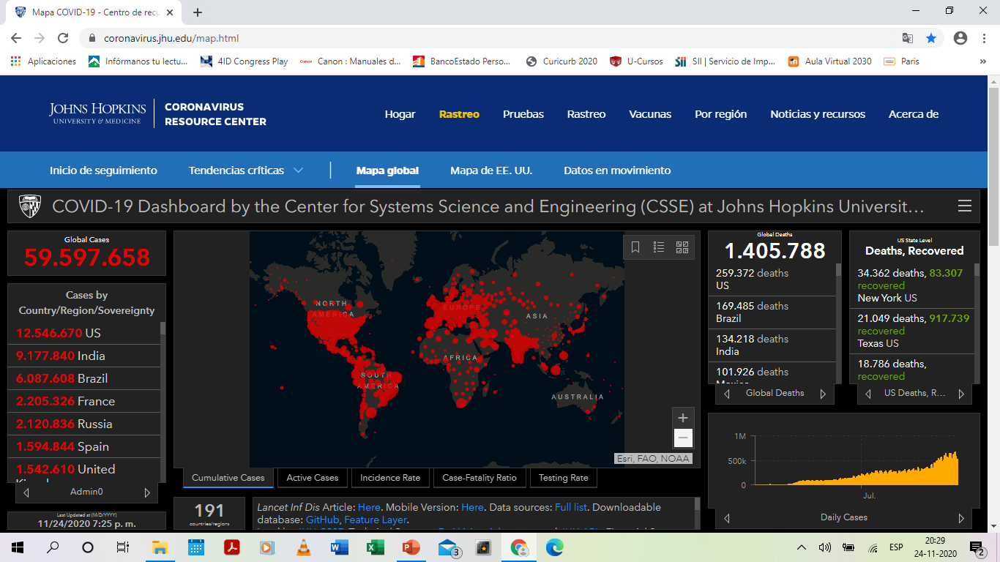 Mapa COVID-19 - Centro de recu
coronavirus.jhu.edu/map.html
Aplicaciones
Infórmanos tu lectu...
4ID Congress Play
Canon : Manuales d...
BancoEstado Perso...
Curicurb 2020
U-Cursos
SII | Servicio de Imp...
Aula Virtual 2030
Paris
JOHNS HOPKINS
UNIVERSITY & MEDICINE
CORONAVIRUS
RESOURCE CENTER
Hogar
Rastreo
Pruebas
Rastreo
Vacunas
Por región
Noticias y recursos
Acerca de
Inicio de seguimiento
Tendencias críticas
Mapa global
Mapa de EE. UU.
Datos en movimiento
COVID-19 Dashboard by the Center for Systems Science and Engineering (CSSE) at Johns Hopkins Universit...
Global Cases
59.597.658
Cases by
Country/Region/Sovereignty
12.546.670 US
9.177.840 India
6.087.608 Brazil
2.205.326 France
2.120.836 Russia
1.594.844 Spain
1.542.610 United
Admin0
Last Updated at (M/D/YYYY)
11/24/2020 7:25 p. m.
NORTH
AMERICA
SOUTH
AMERICA
EUROPE
AFRICA
ASIA
AUSTRALIA
Esri, FAO, NOAA
Cumulative Cases
Active Cases
Incidence Rate
Case-Fatality Ratio
Testing Rate
191
countries/regions
Lancet Inf Dis Article: Here. Mobile Version: Here. Data sources: Full list. Downloadable
database: GitHub, Feature Layer.
Global Deaths
1.405.788
259.372 deaths
US
169.485 deaths
Brazil
134.218 deaths
India
101.926 deaths
Mexico
Global Deaths
US State Level
Deaths, Recovered
34.362 deaths, 83.307
recovered
New York US
21.049 deaths, 917.739
recovered
Texas US
18.786 deaths,
recovered
US Deaths, R...
1M
500k
0
Jul.
Daily Cases
3
ESP
20:29
24-11-2020
2